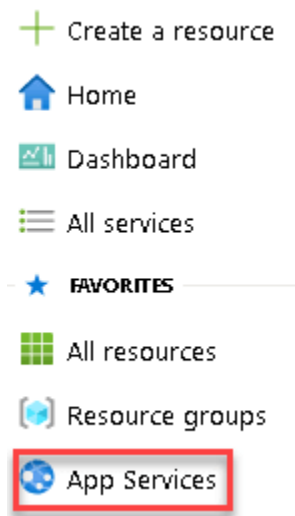 Create a resource
Home
Dashboard
All services
FAVORITES
All resources
Resource groups
App Services